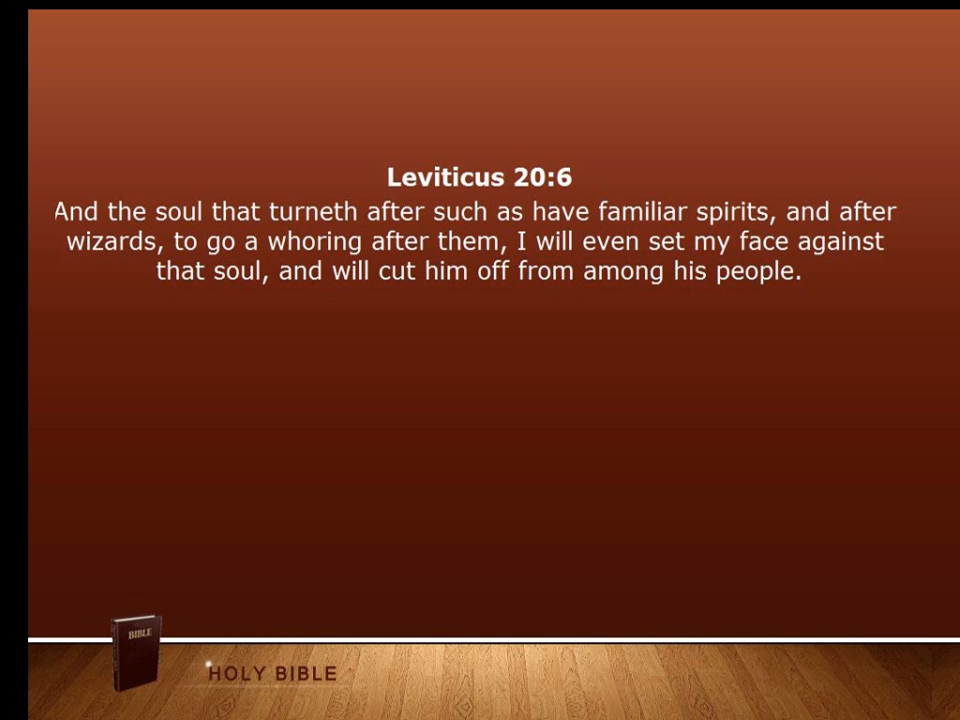 Leviticus 20:6
And the soul that turneth after such as have familiar spirits, and after
wizards, to go a whoring after them, I will even set my face against
that soul, and will cut him off from among his people.
BIBLE
HOLY BIBLE